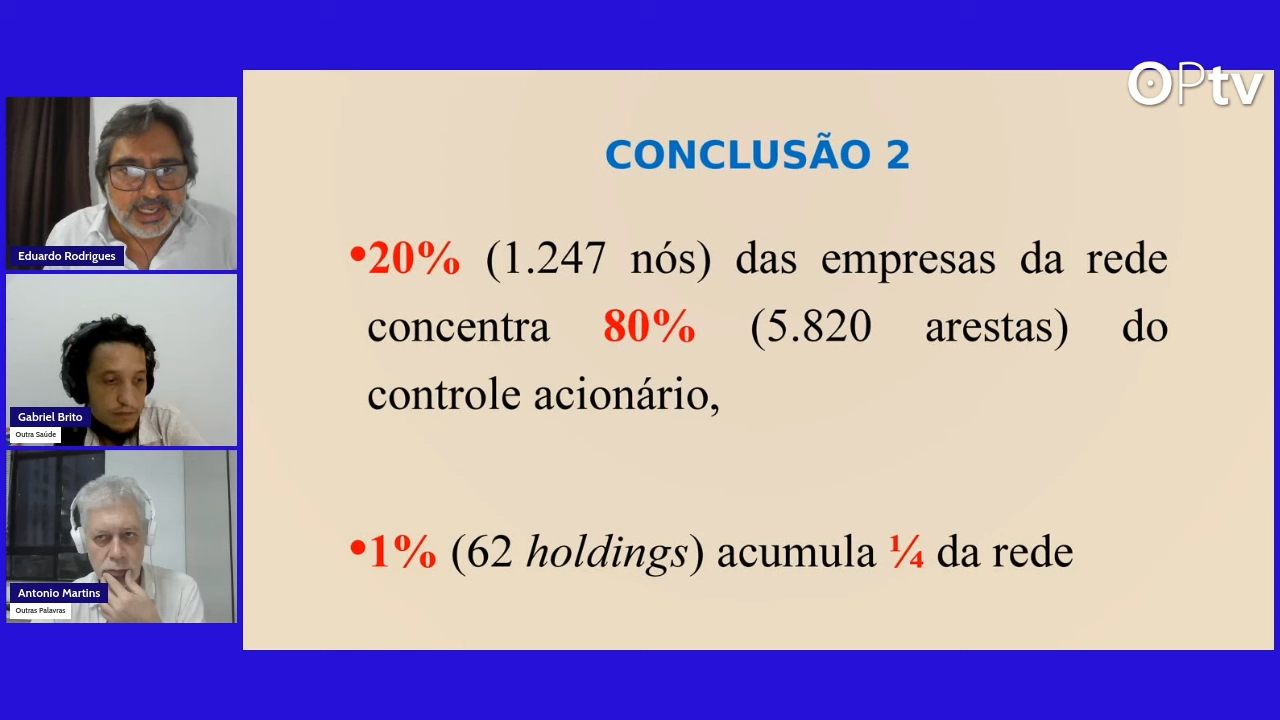 OPtv
Eduardo Rodrigues
Gabriel Brito
Outra Saúde
Antonio Martins
Outras Palavras
CONCLUSÃO 2
•20% (1.247 nós) das empresas da rede
concentra 80% (5.820 arestas) do
controle acionário,
•1% (62 holdings) acumula ¼ da rede